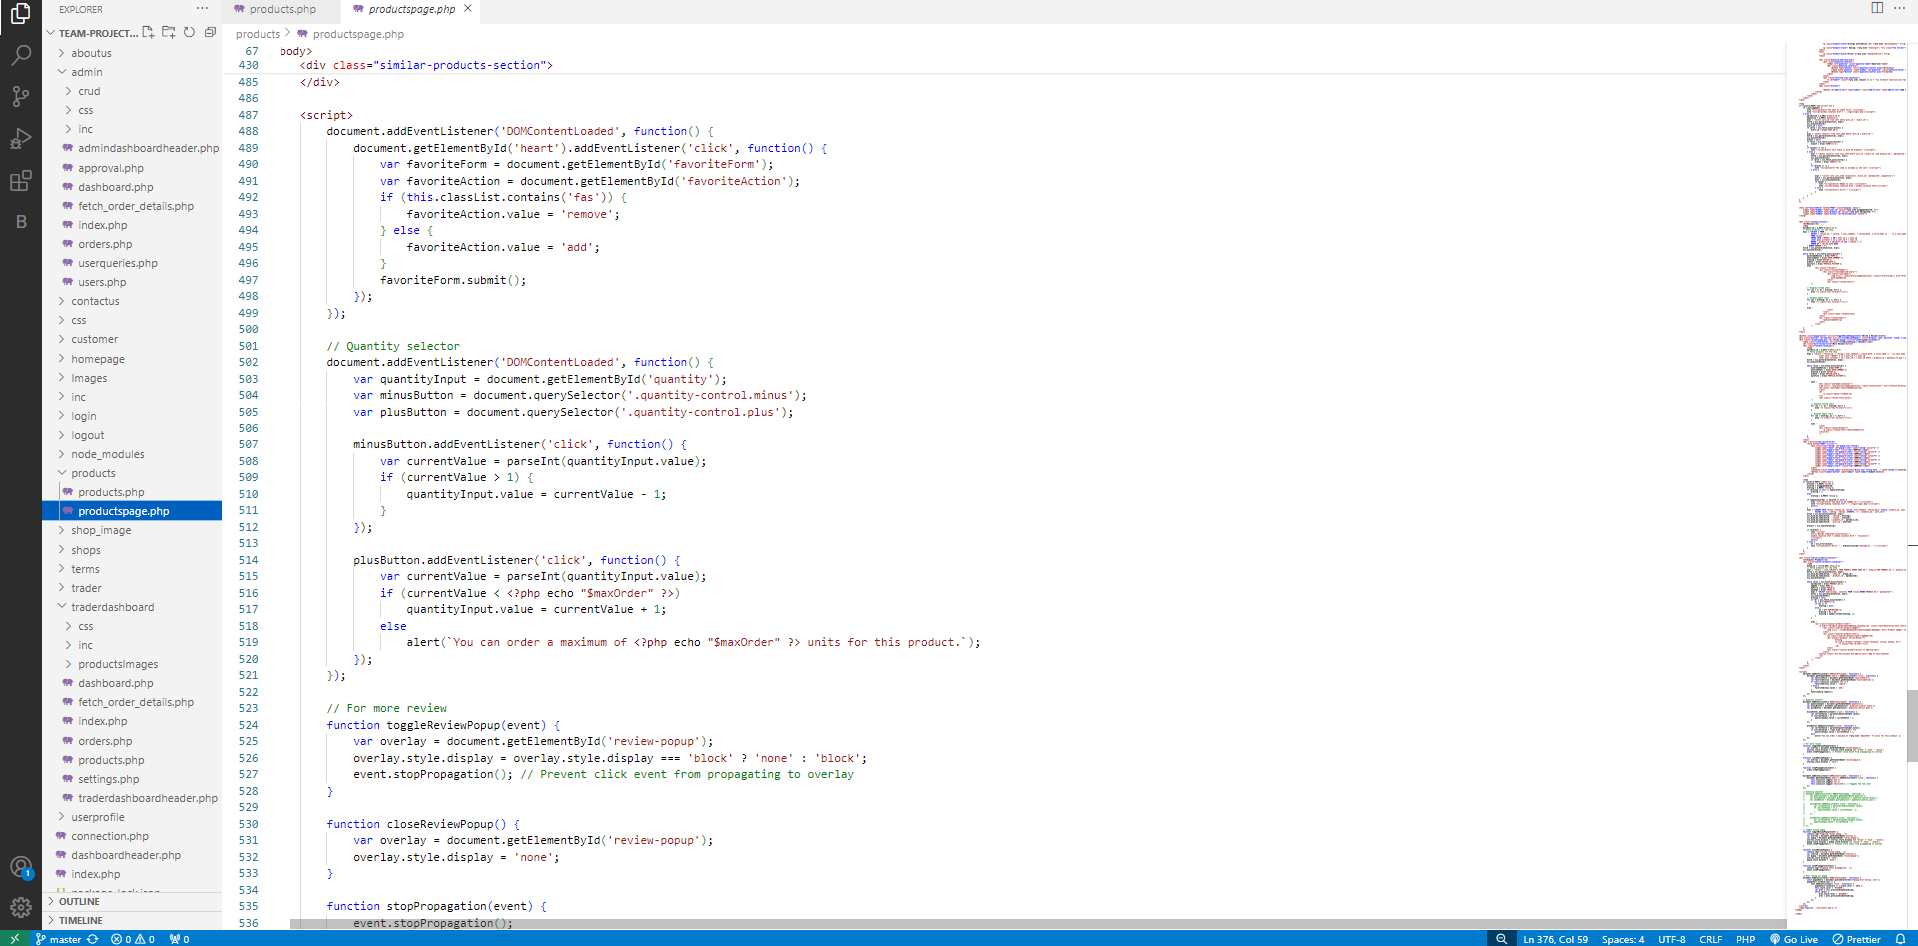 EXPLORER
···
products.php
productspage.php ×
···
TEAM-PROJECT...
products > productspage.php
aboutus
admin
crud
css
inc
admindashboardheader.php
approval.php
dashboard.php
fetch_order_details.php
index.php
orders.php
userqueries.php
users.php
contactus
css
customer
homepage
Images
inc
login
logout
node_modules
products
products.php
productspage.php
shop_image
shops
terms
trader
traderdashboard
css
inc
productsImages
dashboard.php
fetch_order_details.php
index.php
orders.php
products.php
settings.php
traderdashboardheader.php
userprofile
connection.php
dashboardheader.php
index.php
OUTLINE
TIMELINE
B
1
67 body>
430 <div class="similar-products-section">
485 </div>
486
487 <script>
488 document.addEventListener('DOMContentLoaded', function() {
489 document.getElementById('heart').addEventListener('click', function() {
490 var favoriteForm = document.getElementById('favoriteForm');
491 var favoriteAction = document.getElementById('favoriteAction');
492 if (this.classList.contains('fas')) {
493 favoriteAction.value = 'remove';
494 } else {
495 favoriteAction.value = 'add';
496 }
497 favoriteForm.submit();
498 });
499 });
500
501 // Quantity selector
502 document.addEventListener('DOMContentLoaded', function() {
503 var quantityInput = document.getElementById('quantity');
504 var minusButton = document.querySelector('.quantity-control.minus');
505 var plusButton = document.querySelector('.quantity-control.plus');
506
507 minusButton.addEventListener('click', function() {
508 var currentValue = parseInt(quantityInput.value);
509 if (currentValue > 1) {
510 quantityInput.value = currentValue - 1;
511 }
512 });
513
514 plusButton.addEventListener('click', function() {
515 var currentValue = parseInt(quantityInput.value);
516 if (currentValue < <?php echo "$maxOrder" ?>)
517 quantityInput.value = currentValue + 1;
518 else
519 alert(`You can order a maximum of <?php echo "$maxOrder" ?> units for this product.`);
520 });
521 });
522
523 // For more review
524 function toggleReviewPopup(event) {
525 var overlay = document.getElementById('review-popup');
526 overlay.style.display = overlay.style.display === 'block' ? 'none' : 'block';
527 event.stopPropagation(); // Prevent click event from propagating to overlay
528 }
529
530 function closeReviewPopup() {
531 var overlay = document.getElementById('review-popup');
532 overlay.style.display = 'none';
533 }
534
535 function stopPropagation(event) {
536 event.stopPropagation();
master
0 0
0
Ln 376, Col 59
Spaces: 4
UTF-8
CRLF
PHP
Go Live
Prettier